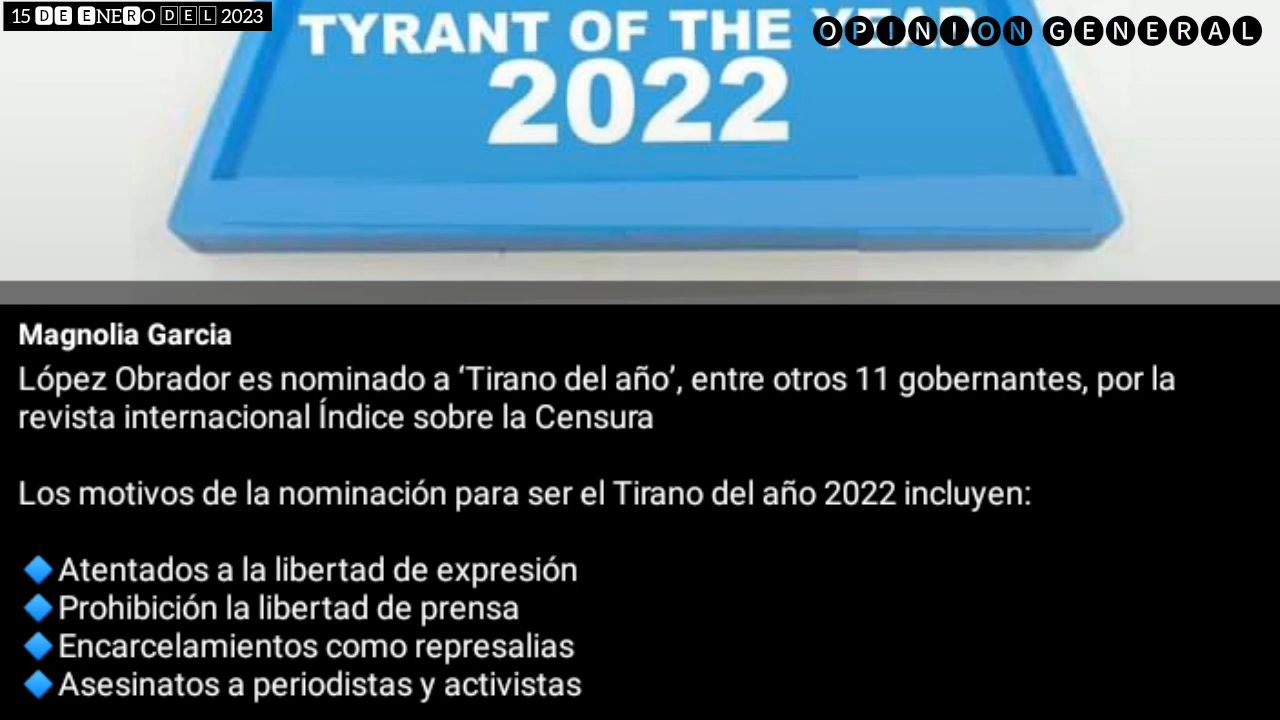 15 DE ENERO DEL 2023
OPINION GENERAL
TYRANT OF THE YEAR
2022
Magnolia Garcia
López Obrador es nominado a ‘Tirano del año’, entre otros 11 gobernantes, por la
revista internacional Índice sobre la Censura
Los motivos de la nominación para ser el Tirano del año 2022 incluyen:
🔷Atentados a la libertad de expresión
🔷Prohibición la libertad de prensa
🔷Encarcelamientos como represalias
🔷Asesinatos a periodistas y activistas